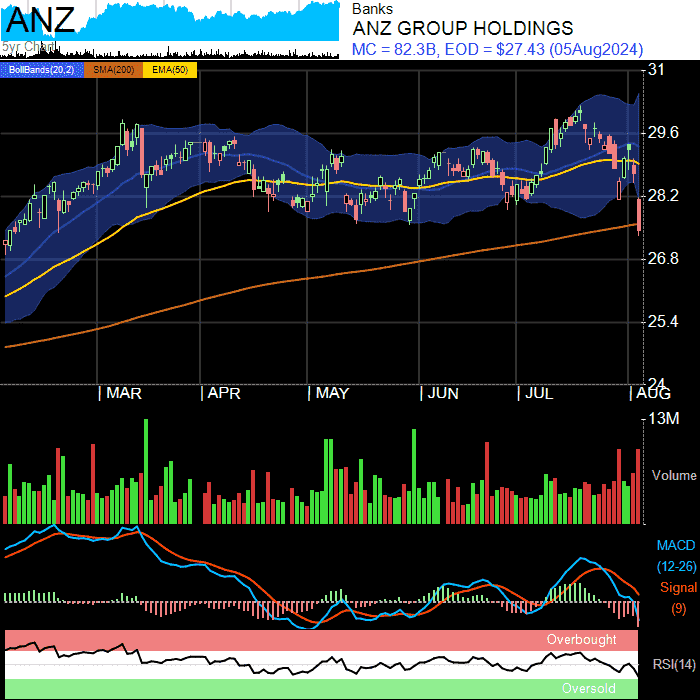 ANZ
5yr Chart
Banks
ANZ GROUP HOLDINGS
MC = 82.3B, EOD = $27.43 (05Aug2024)
BollBands(20,2) SMA(200) EMA(50)
31
29.6
28.2
26.8
25.4
24
MAR APR MAY JUN JUL AUG
13M
Volume
MACD
(12-26)
Signal
(9)
Overbought
RSI(14)
Oversold